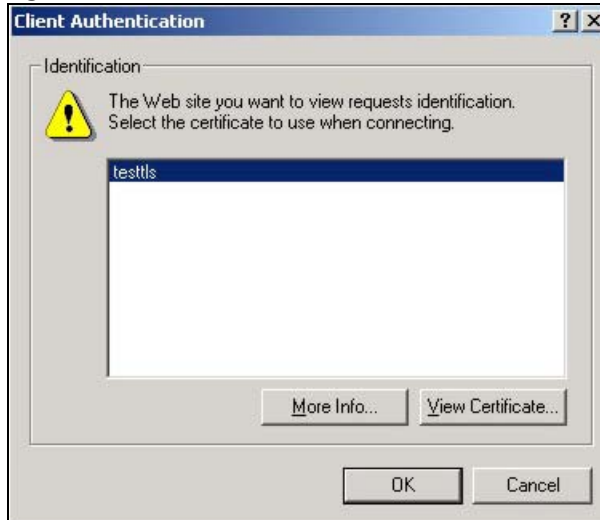 Client Authentication
Identification
The Web site you want to view requests identification.
Select the certificate to use when connecting.
testtls
More Info...
View Certificate...
OK
Cancel